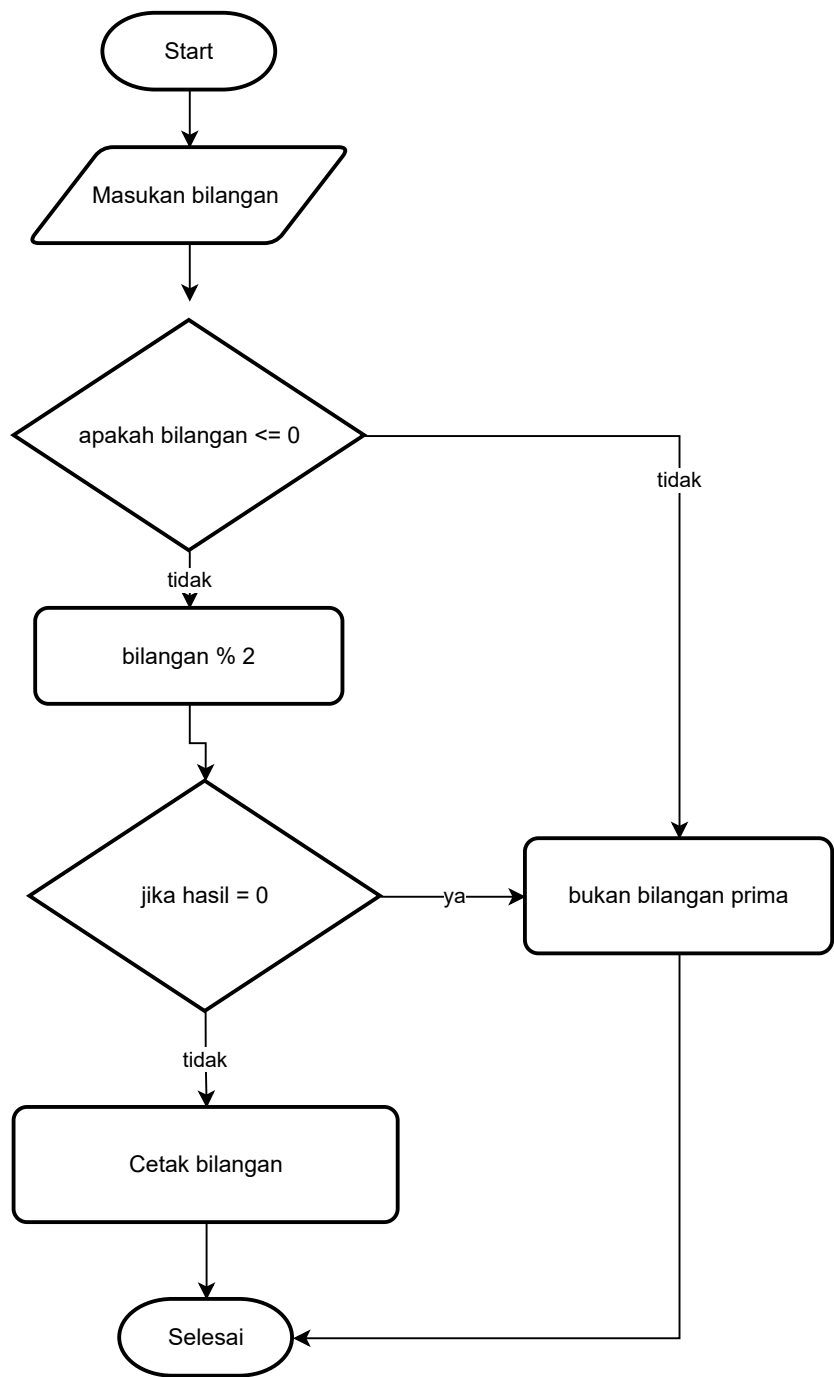 Start
Masukan bilangan
apakah bilangan <= 0
tidak
tidak
bilangan % 2
jika hasil = 0
ya
bukan bilangan prima
tidak
Cetak bilangan
Selesai